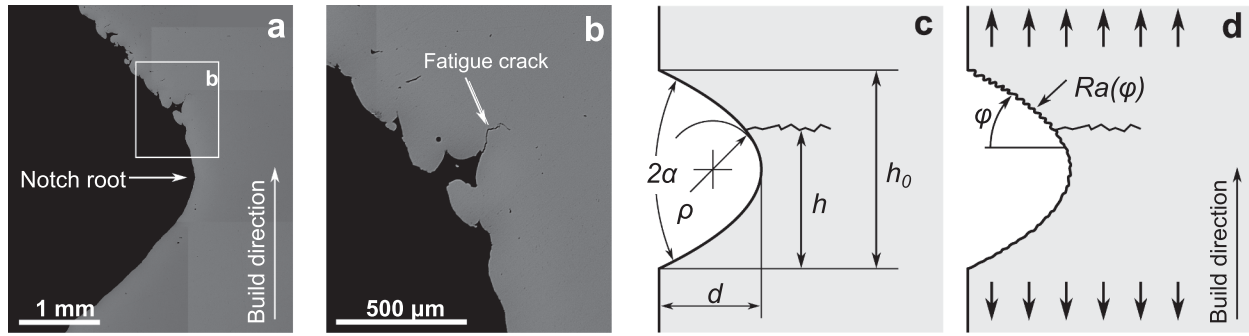 a
b
Notch root
Build direction
1 mm
b
Fatigue crack
500 µm
c
2α
ρ
h
h₀
d
d
Ra(φ)
φ
Build direction